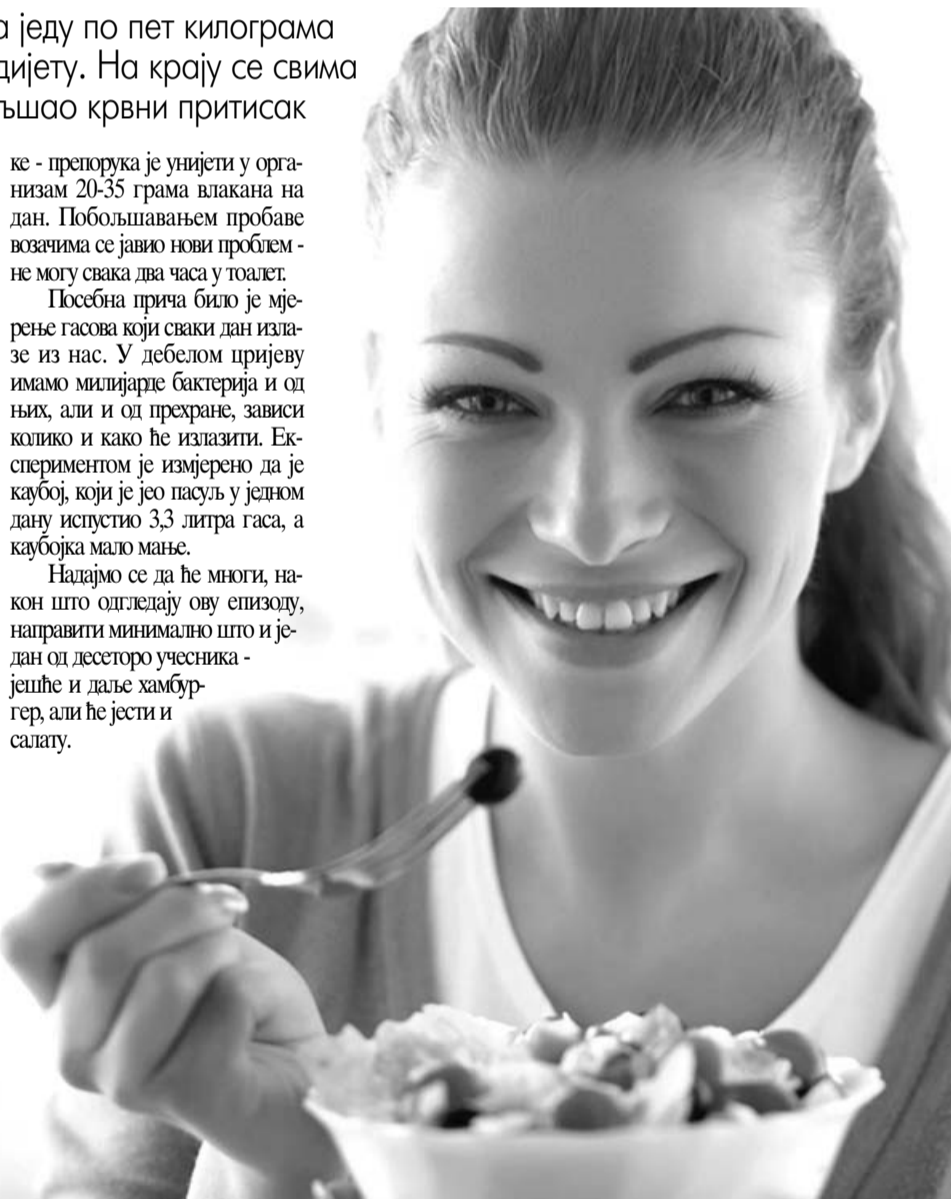 а једу по пет килограма
дијету. На крају се свима
љшао крвни притисак
ке - препорука је унијети у орга-
низам 20-35 грама влакана на
дан. Побољшавањем пробаве
возачима се јавио нови проблем -
не могу свака два часа у тоалет.
Посебна прича било је мје-
рење гасова који сваки дан изла-
зе из нас. У дебелом цријеву
имамо милијарде бактерија и од
њих, али и од прехране, зависи
колико и како ће излазити. Ек-
спериментом је измјерено да је
каубој, који је јео пасуљ у једном
дану испустио 3,3 литра гаса, а
каубојка мало мање.
Надајмо се да ће многи, на-
кон што одгледају ову епизоду,
направити минимално што и је-
дан од десеторо учесника -
јешће и даље хамбур-
гер, али ће јести и
салату.